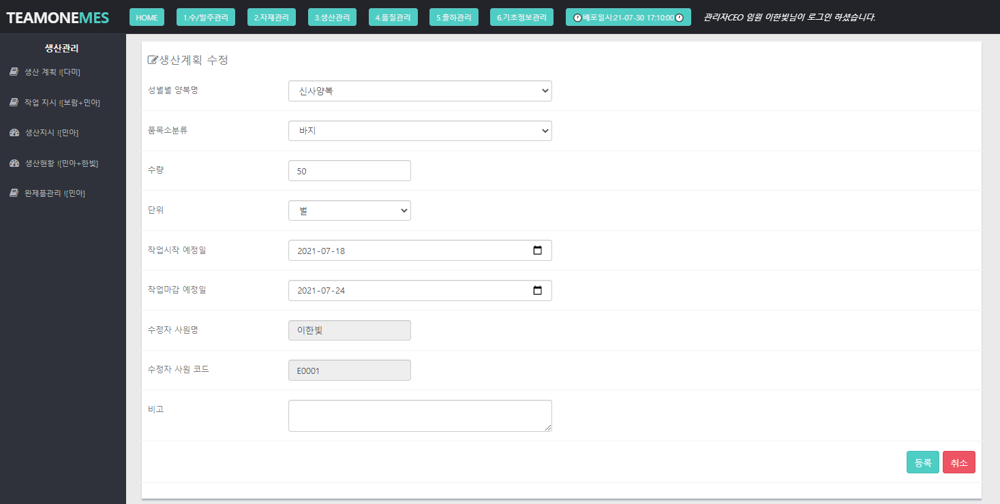 TEAMONEMES HOME 1.수/발주관리 2.자재관리 3.생산관리 4.품질관리 5.출하관리 6.기초정보관리 배포일시:21-07-30 17:10:00 관리자CEO 임원 이한빛님이 로그인 하셨습니다.
생산관리
생산 계획 ![다미]
작업 지시 ![보람+민아]
생산지시 ![민아]
생산현황 ![민아+한빛]
완제품관리 ![민아]
생산계획 수정
성별별 양복명 신사양복
품목소분류 바지
수량 50
단위 벌
작업시작 예정일 2021-07-18
작업마감 예정일 2021-07-24
수정자 사원명 이한빛
수정자 사원 코드 E0001
비고
등록 취소